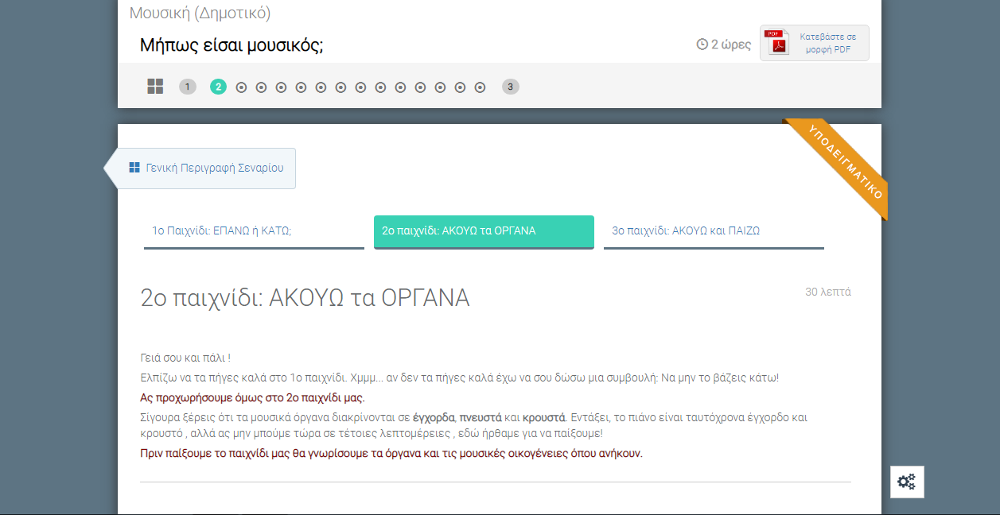 Μουσική (Δημοτικό)
Μήπως είσαι μουσικός;
2 ώρες
PDF
Κατεβάστε σε
μορφή PDF
1
2
3
ΥΠΟΔΕΙΓΜΑΤΙΚΟ
Γενική Περιγραφή Σεναρίου
1ο Παιχνίδι: ΕΠΑΝΩ ή ΚΑΤΩ;
2ο παιχνίδι: ΑΚΟΥΩ τα ΟΡΓΑΝΑ
3ο παιχνίδι: ΑΚΟΥΩ και ΠΑΙΖΩ
2ο παιχνίδι: ΑΚΟΥΩ τα ΟΡΓΑΝΑ
30 λεπτά
Γειά σου και πάλι !
Ελπίζω να τα πήγες καλά στο 1ο παιχνίδι. Χμμμ... αν δεν τα πήγες καλά έχω να σου δώσω μια συμβουλή: Να μην το βάζεις κάτω!
Ας προχωρήσουμε όμως στο 2ο παιχνίδι μας.
Σίγουρα ξέρεις ότι τα μουσικά όργανα διακρίνονται σε έγχορδα, πνευστά και κρουστά. Εντάξει, το πιάνο είναι ταυτόχρονα έγχορδο και
κρουστό , αλλά ας μην μπούμε τώρα σε τέτοιες λεπτομέρειες , εδώ ήρθαμε για να παίξουμε!
Πριν παίξουμε το παιχνίδι μας θα γνωρίσουμε τα όργανα και τις μουσικές οικογένειες όπου ανήκουν.